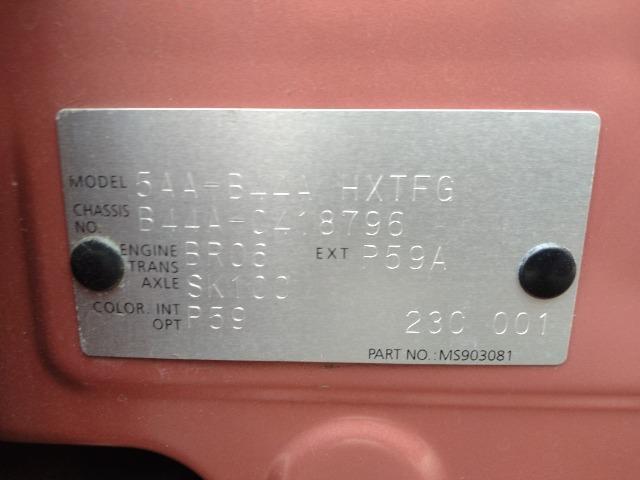 MODEL 5AA-B44A HXTFG
CHASSIS NO. B44A-0418796
ENGINE BR06 EXT P59A
TRANS AXLE SK100
COLOR. INT P59
OPT 23C 001
PART NO.:MS903081